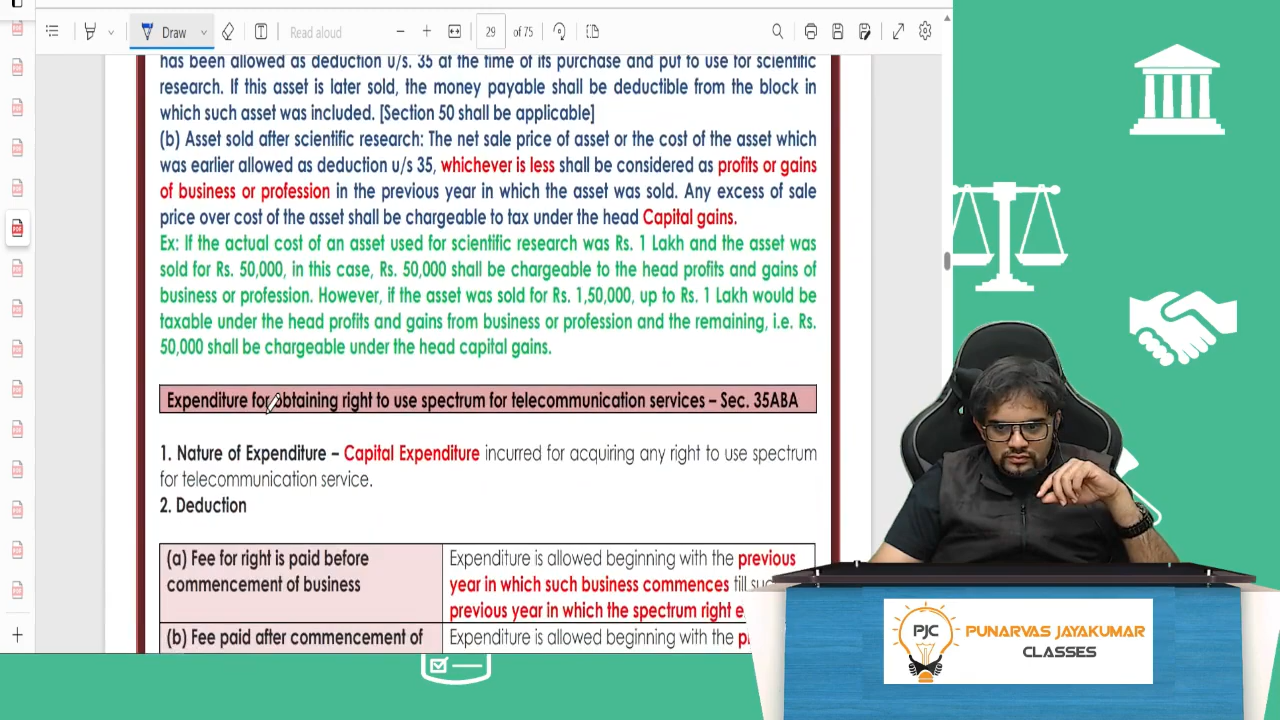 Draw
Read aloud
29
of 75
has been allowed as deduction u/s. 35 at the time of its purchase and put to use for scientific
research. If this asset is later sold, the money payable shall be deductible from the block in
which such asset was included. [Section 50 shall be applicable]
(b) Asset sold after scientific research: The net sale price of asset or the cost of the asset which
was earlier allowed as deduction u/s 35, whichever is less shall be considered as profits or gains
of business or profession in the previous year in which the asset was sold. Any excess of sale
price over cost of the asset shall be chargeable to tax under the head Capital gains.
Ex: If the actual cost of an asset used for scientific research was Rs. 1 Lakh and the asset was
sold for Rs. 50,000, in this case, Rs. 50,000 shall be chargeable to the head profits and gains of
business or profession. However, if the asset was sold for Rs. 1,50,000, up to Rs. 1 Lakh would be
taxable under the head profits and gains from business or profession and the remaining, i.e. Rs.
50,000 shall be chargeable under the head capital gains.
Expenditure for obtaining right to use spectrum for telecommunication services – Sec. 35ABA
1. Nature of Expenditure – Capital Expenditure incurred for acquiring any right to use spectrum
for telecommunication service.
2. Deduction
(a) Fee for right is paid before
commencement of business
Expenditure is allowed beginning with the previous
year in which such business commences till
previous year in which the spectrum right
(b) Fee paid after commencement of
Expenditure is allowed beginning with the
PJC
PUNARVAS JAYAKUMAR
CLASSES